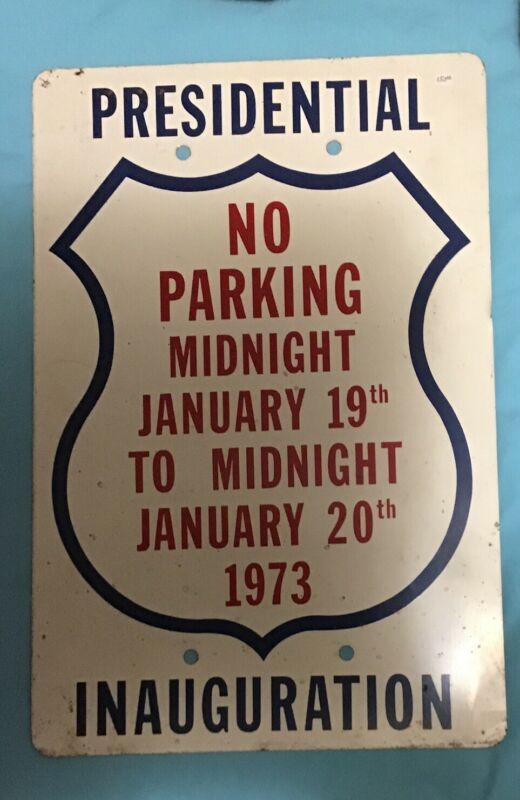 PRESIDENTIAL
NO
PARKING
MIDNIGHT
JANUARY 19th
TO MIDNIGHT
JANUARY 20th
1973
INAUGURATION